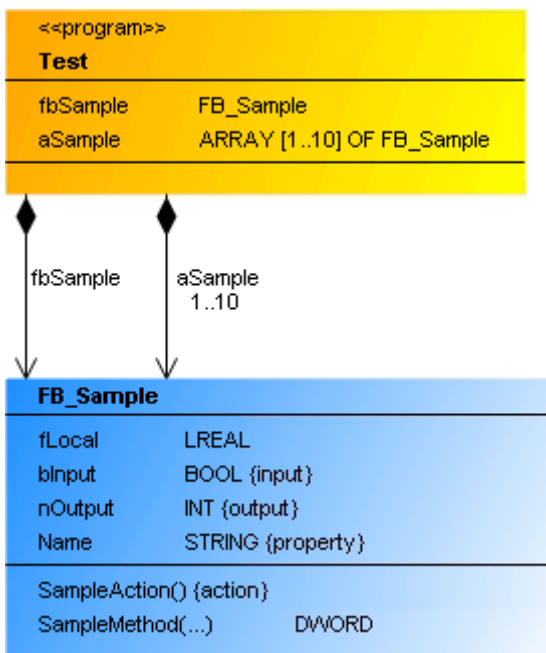 <<program>>
Test
fbSample FB_Sample
aSample ARRAY [1..10] OF FB_Sample
fbSample aSample
1..10
FB_Sample
fLocal LREAL
bInput BOOL {input}
nOutput INT {output}
Name STRING {property}
SampleAction() {action}
SampleMethod(...) DWORD